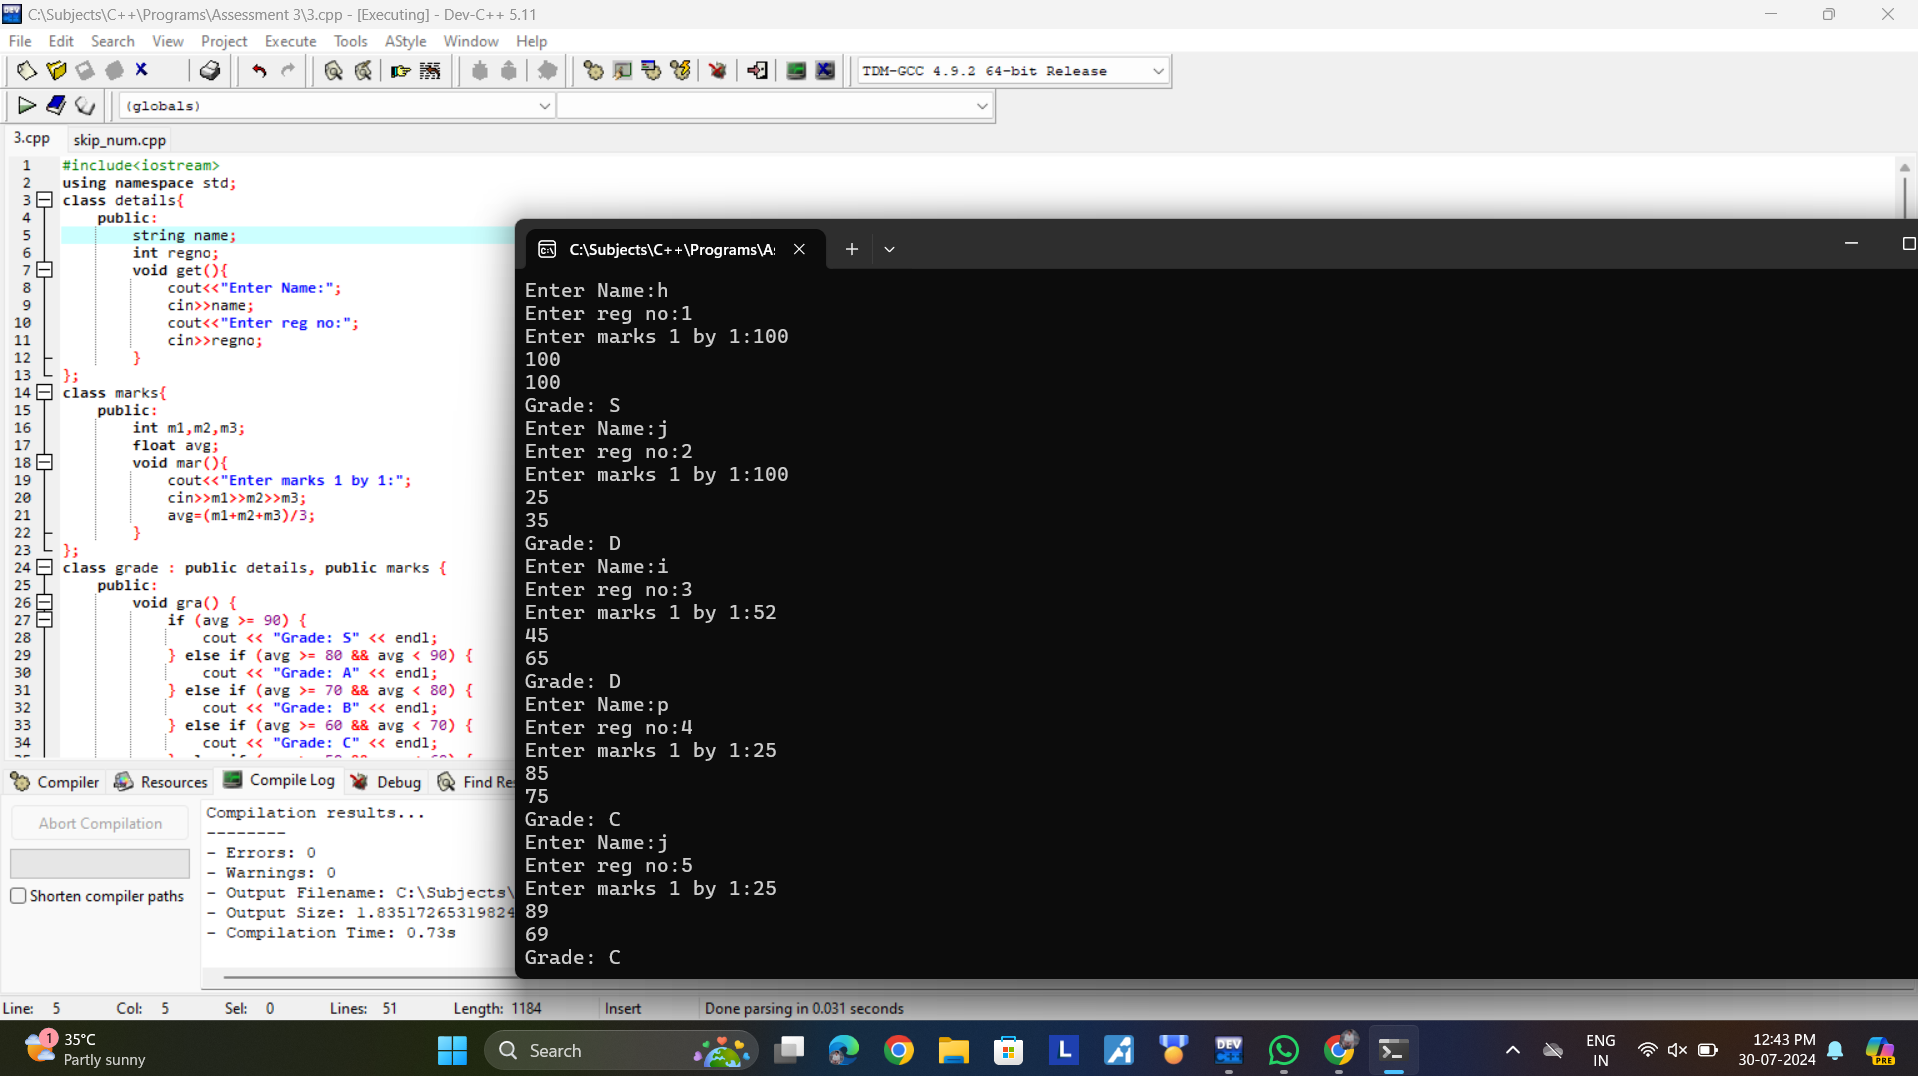 C:\Subjects\C++\Programs\Assessment 3\3.cpp - [Executing] - Dev-C++ 5.11
File Edit Search View Project Execute Tools AStyle Window Help
TDM-GCC 4.9.2 64-bit Release
(globals)
3.cpp skip_num.cpp
1 #include<iostream>
2 using namespace std;
3 class details{
4 public:
5 string name;
6 int regno;
7 void get(){
8 cout<<"Enter Name:";
9 cin>>name;
10 cout<<"Enter reg no:";
11 cin>>regno;
12 }
13 };
14 class marks{
15 public:
16 int m1,m2,m3;
17 float avg;
18 void mar(){
19 cout<<"Enter marks 1 by 1:";
20 cin>>m1>>m2>>m3;
21 avg=(m1+m2+m3)/3;
22 }
23 };
24 class grade : public details, public marks {
25 public:
26 void gra() {
27 if (avg >= 90) {
28 cout << "Grade: S" << endl;
29 } else if (avg >= 80 && avg < 90) {
30 cout << "Grade: A" << endl;
31 } else if (avg >= 70 && avg < 80) {
32 cout << "Grade: B" << endl;
33 } else if (avg >= 60 && avg < 70) {
34 cout << "Grade: C" << endl;
C:\Subjects\C++\Programs\A
Enter Name:h
Enter reg no:1
Enter marks 1 by 1:100
100
100
Grade: S
Enter Name:j
Enter reg no:2
Enter marks 1 by 1:100
25
35
Grade: D
Enter Name:i
Enter reg no:3
Enter marks 1 by 1:52
45
65
Grade: D
Enter Name:p
Enter reg no:4
Enter marks 1 by 1:25
85
75
Grade: C
Enter Name:j
Enter reg no:5
Enter marks 1 by 1:25
89
69
Grade: C
Compiler Resources Compile Log Debug Find Re
Abort Compilation
Shorten compiler paths
Compilation results...
--------
- Errors: 0
- Warnings: 0
- Output Filename: C:\Subjects\
- Output Size: 1.83517265319824
- Compilation Time: 0.73s
Line: 5 Col: 5 Sel: 0 Lines: 51 Length: 1184 Insert Done parsing in 0.031 seconds
1
35°C
Partly sunny
Search
L
DEV
C++
ENG
IN
12:43 PM
30-07-2024
PRE